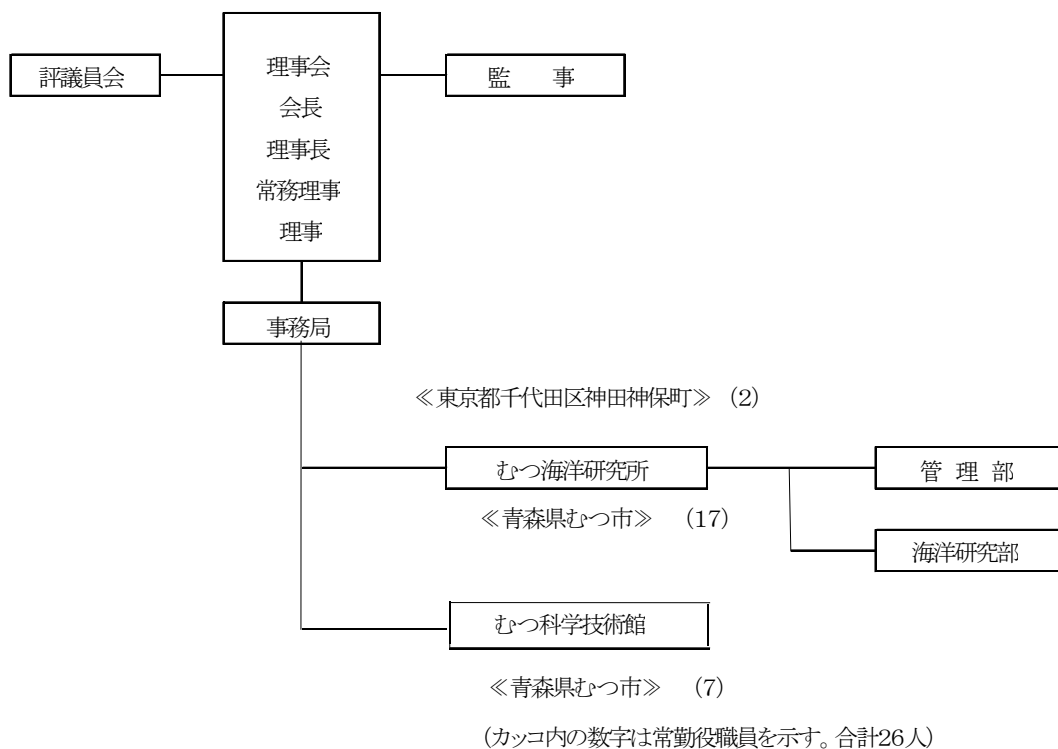 評議員会
理事会
会長
理事長
常務理事
理事
監　　事
事務局
≪東京都千代田区神田神保町≫ (2)
むつ海洋研究所
管 理 部
≪青森県むつ市≫ (17)
海洋研究部
むつ科学技術館
≪青森県むつ市≫ (7)
(カッコ内の数字は常勤役職員を示す。合計26人)